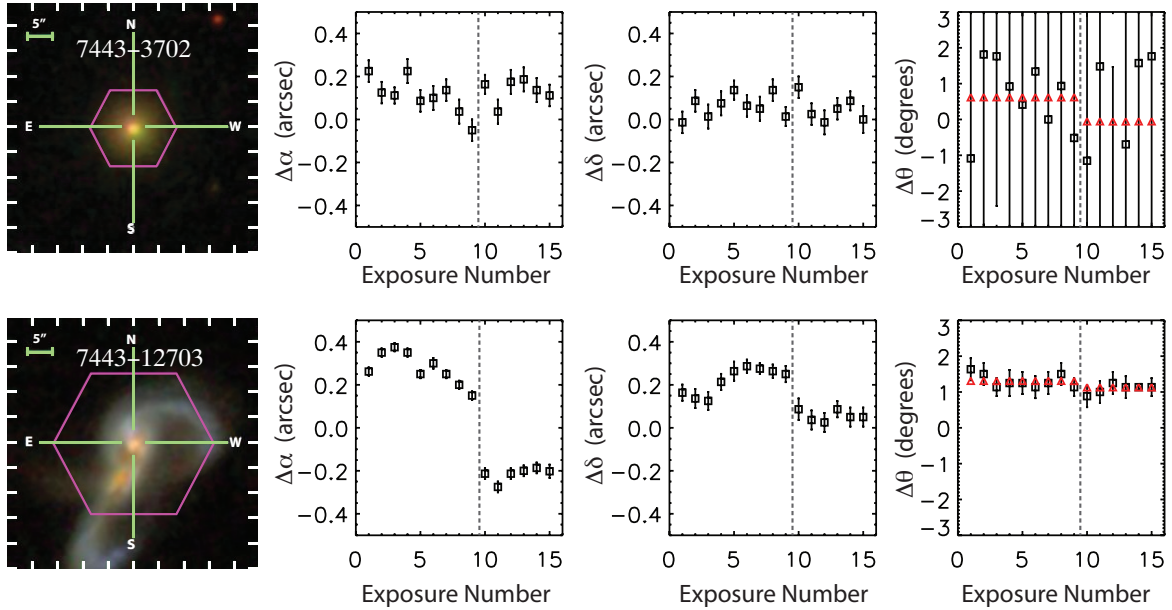 5"
7443-3702
N
E
W
S
0.4
0.2
0.0
-0.2
-0.4
Δα (arcsec)
0 5 10 15
Exposure Number
0.4
0.2
0.0
-0.2
-0.4
Δδ (arcsec)
0 5 10 15
Exposure Number
3
2
1
0
1
2
3
Δθ (degrees)
0 5 10 15
Exposure Number
5"
N
7443-12703
E
W
S
0.4
0.2
0.0
-0.2
-0.4
Δα (arcsec)
0 5 10 15
Exposure Number
0.4
0.2
0.0
-0.2
-0.4
Δδ (arcsec)
0 5 10 15
Exposure Number
3
2
1
0
1
2
3
Δθ (degrees)
0 5 10 15
Exposure Number